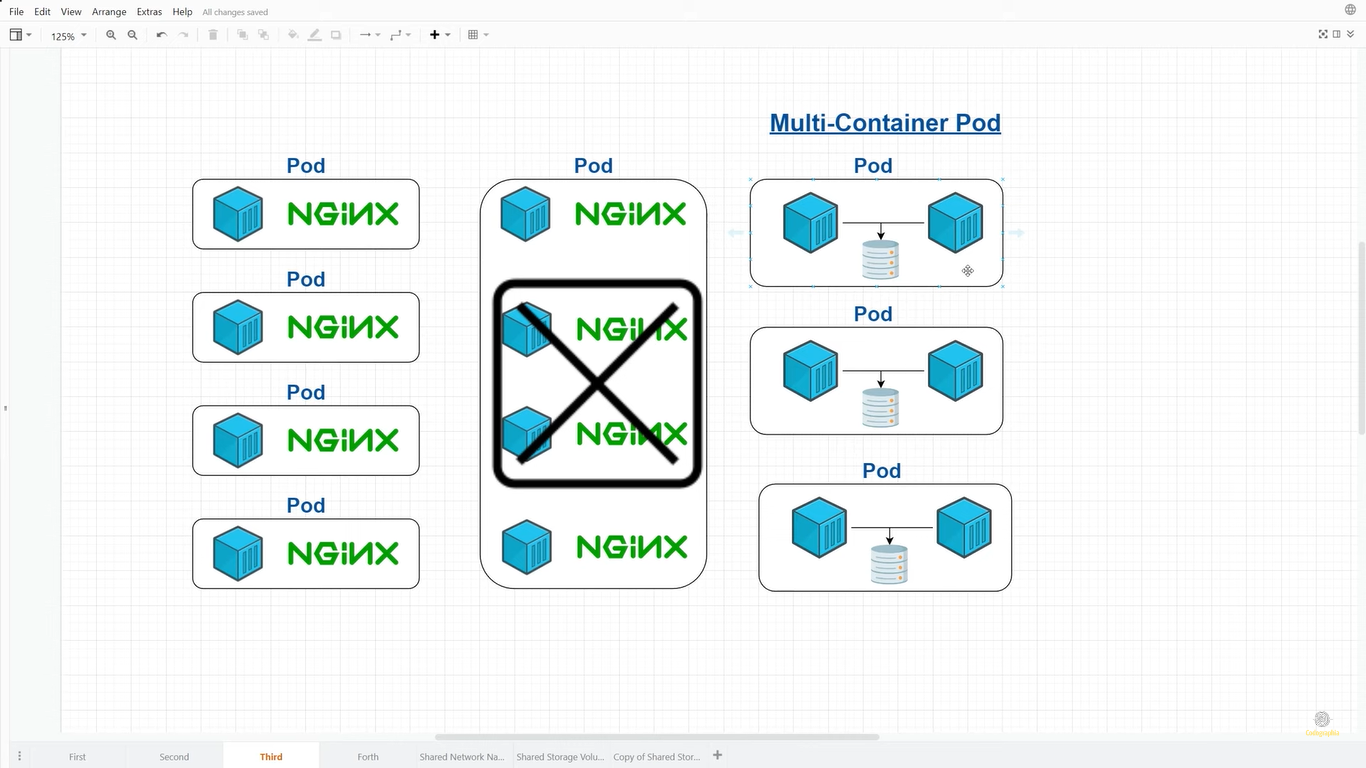 File Edit View Arrange Extras Help All changes saved
125%
Multi-Container Pod
Pod
NGiNX
Pod
NGiNX
Pod
NGiNX
Pod
NGiNX
Pod
NGiNX
NGiNX
NGiNX
NGiNX
Pod
Pod
Pod
First Second Third Forth Shared Network Na... Shared Storage Volu... Copy of Shared Stor...